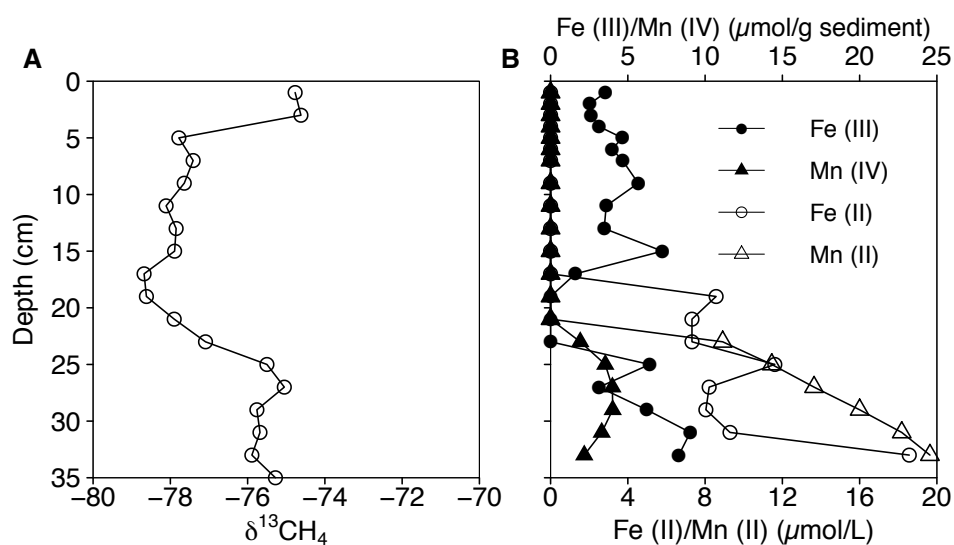 Fe (III)/Mn (IV) (µmol/g sediment)
A
B
0 5 10 15 20 25
0
5
10
15
20
25
30
35
Depth (cm)
Fe (III)
Mn (IV)
Fe (II)
Mn (II)
−80 −78 −76 −74 −72 −70
0 4 8 12 16 20
δ¹³CH₄
Fe (II)/Mn (II) (µmol/L)